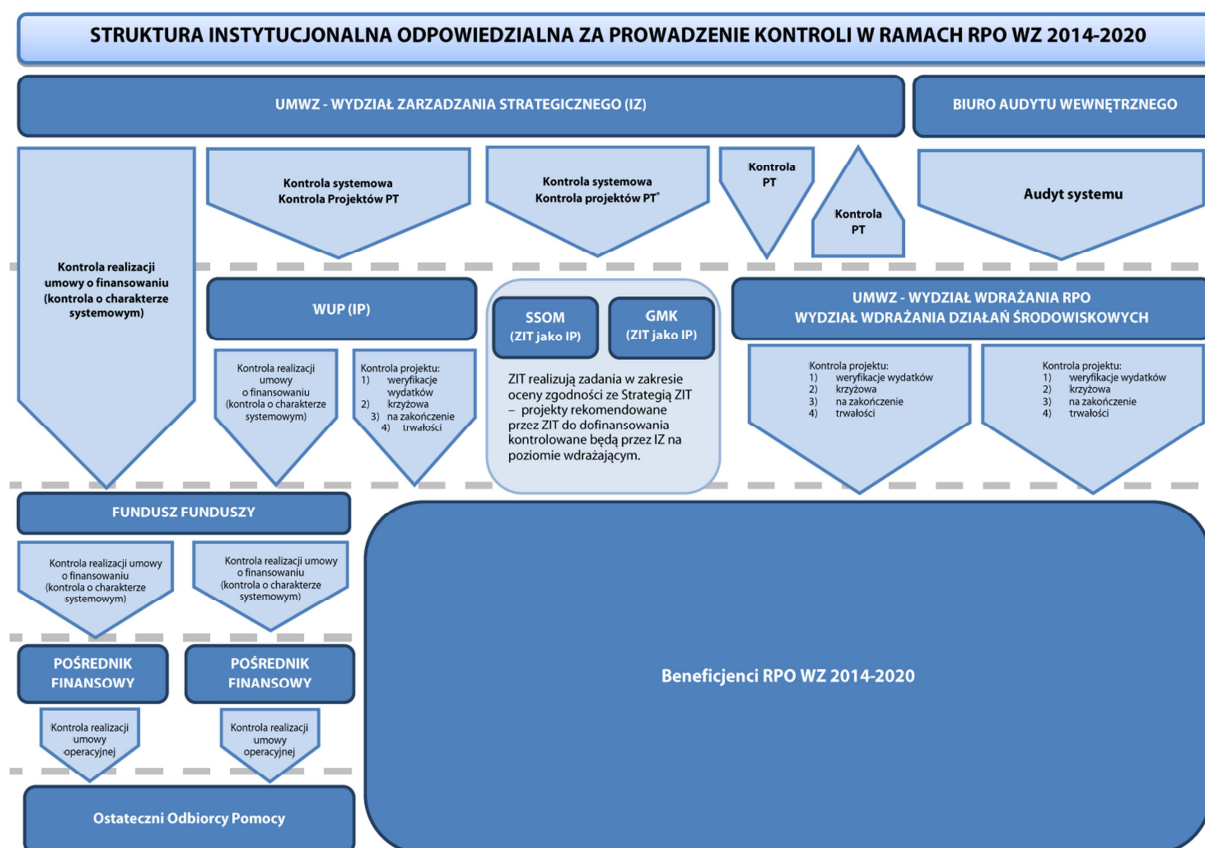 STRUKTURA INSTYTUCJONALNA ODPOWIEDZIALNA ZA PROWADZENIE KONTROLI W RAMACH RPO WZ 2014-2020
UMWZ - WYDZIAŁ ZARZADZANIA STRATEGICZNEGO (IZ)
BIURO AUDYTU WEWNĘTRZNEGO
Kontrola realizacji
umowy o finansowaniu
(kontrola o charakterze
systemowym)
Kontrola systemowa
Kontrola Projektów PT
Kontrola systemowa
Kontrola projektów PT*
Kontrola
PT
Kontrola
PT
Audyt systemu
WUP (IP)
SSOM
(ZIT jako IP)
GMK
(ZIT jako IP)
UMWZ - WYDZIAŁ WDRAŻANIA RPO
WYDZIAŁ WDRAŻANIA DZIAŁAŃ ŚRODOWISKOWYCH
Kontrola realizacji
umowy
o finansowaniu
(kontrola o charakterze
systemowym)
Kontrola projektu:
1) weryfikacje
wydatków
2) krzyżowa
3) na zakończenie
4) trwałości
ZIT realizują zadania w zakresie
oceny zgodności ze Strategią ZIT
– projekty rekomendowane
przez ZIT do dofinansowania
kontrolowane będą przez IZ na
poziomie wdrażającym.
Kontrola projektu:
1) weryfikacje wydatków
2) krzyżowa
3) na zakończenie
4) trwałości
Kontrola projektu:
1) weryfikacje wydatków
2) krzyżowa
3) na zakończenie
4) trwałości
FUNDUSZ FUNDUSZY
Kontrola realizacji umowy
o finansowaniu
(kontrola o charakterze
systemowym)
Kontrola realizacji umowy
o finansowaniu
(kontrola o charakterze
systemowym)
POŚREDNIK
FINANSOWY
POŚREDNIK
FINANSOWY
Kontrola realizacji
umowy
operacyjnej
Kontrola realizacji
umowy
operacyjnej
Ostateczni Odbiorcy Pomocy
Beneficjenci RPO WZ 2014-2020